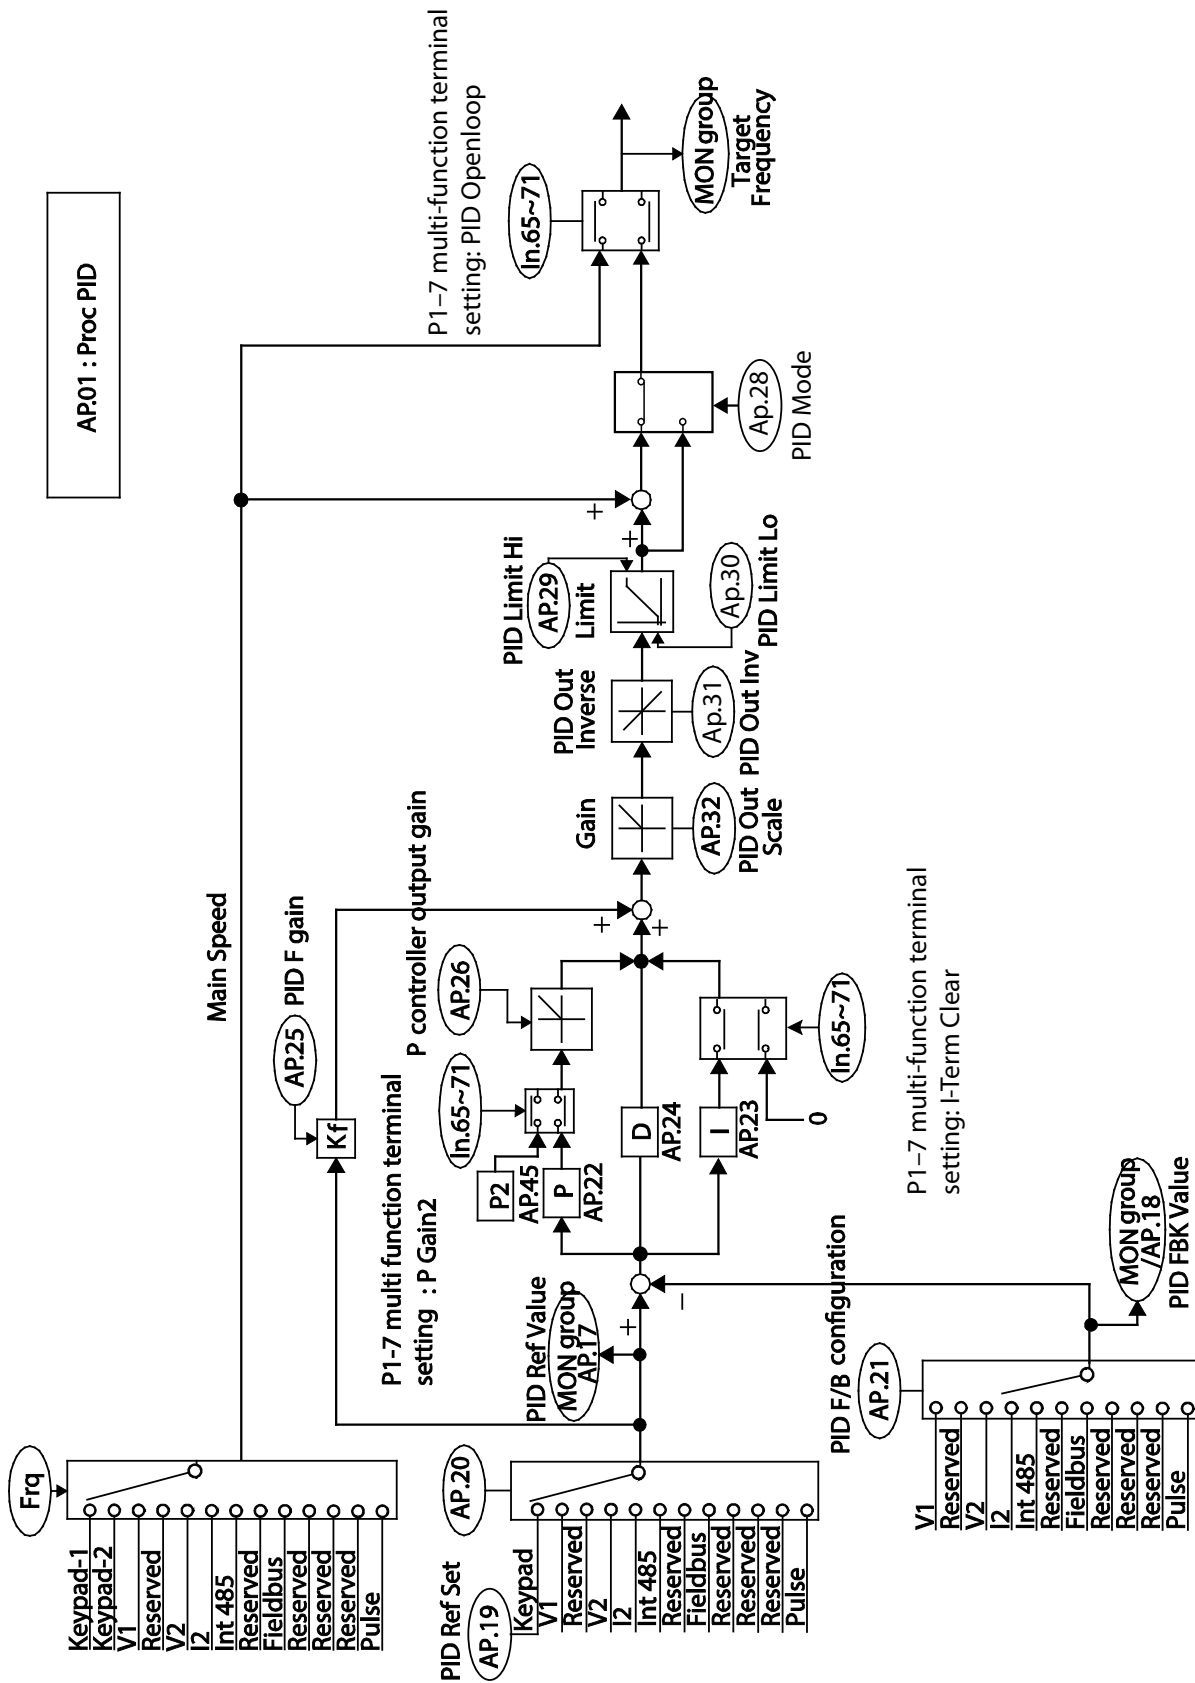 AP.01 : Proc PID
Frq
Keypad-1
Keypad-2
V1
Reserved
V2
I2
Int 485
Reserved
Fieldbus
Reserved
Reserved
Reserved
Pulse
Main Speed
AP.25
PID F gain
Kf
P1–7 multi-function terminal
setting: PID Openloop
In.65~71
MON group
Target
Frequency
PID Ref Set
AP.19
AP.20
Keypad
V1
Reserved
V2
I2
Int 485
Reserved
Fieldbus
Reserved
Reserved
Reserved
Pulse
PID Ref Value
MON group
AP.17
+
−
P1-7 multi function terminal
setting : P Gain2
In.65~71
P2
AP.45
P
AP.22
P controller output gain
AP.26
D
AP.24
I
AP.23
0
In.65~71
P1–7 multi-function terminal
setting: I-Term Clear
+
+
Gain
AP.32
PID Out
Scale
PID Out
Inverse
Ap.31
PID Out Inv
PID Limit Hi
AP.29
Limit
Ap.30
PID Limit Lo
+
+
Ap.28
PID Mode
PID F/B configuration
AP.21
V1
Reserved
V2
I2
Int 485
Reserved
Fieldbus
Reserved
Reserved
Reserved
Pulse
MON group
/AP.18
PID FBK Value